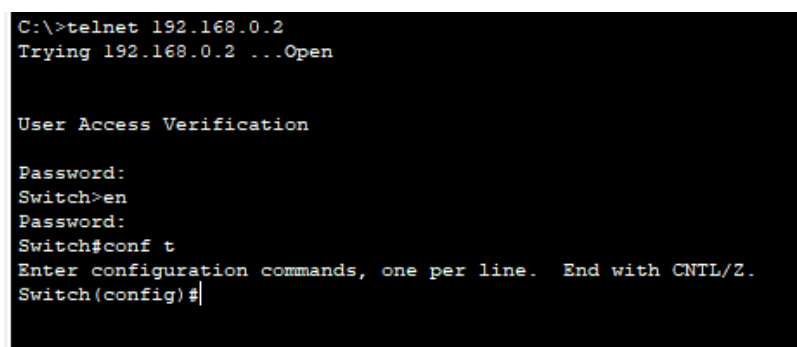 C:\>telnet 192.168.0.2
Trying 192.168.0.2 ...Open
User Access Verification
Password:
Switch>en
Password:
Switch#conf t
Enter configuration commands, one per line.  End with CNTL/Z.
Switch(config)#